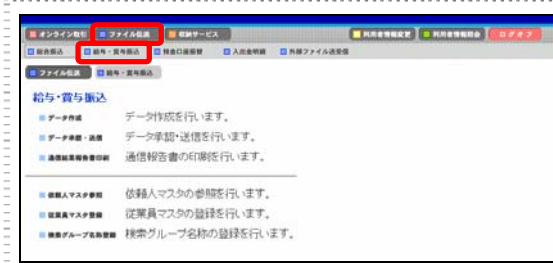 オンライン取引 ファイル伝送 収納サービス 利用者情報変更 利用者情報照会 ログオフ
総合振込 給与・賞与振込 預金口座振替 入出金明細 外部ファイル送受信
ファイル伝送 給与・賞与振込
給与・賞与振込
データ作成 データ作成を行います。
データ承認・送信 データ承認・送信を行います。
通信結果報告書印刷 通信報告書の印刷を行います。
依頼人マスタ参照 依頼人マスタの参照を行います。
従業員マスタ登録 従業員マスタの登録を行います。
検索グループ名称登録 検索グループ名称の登録を行います。